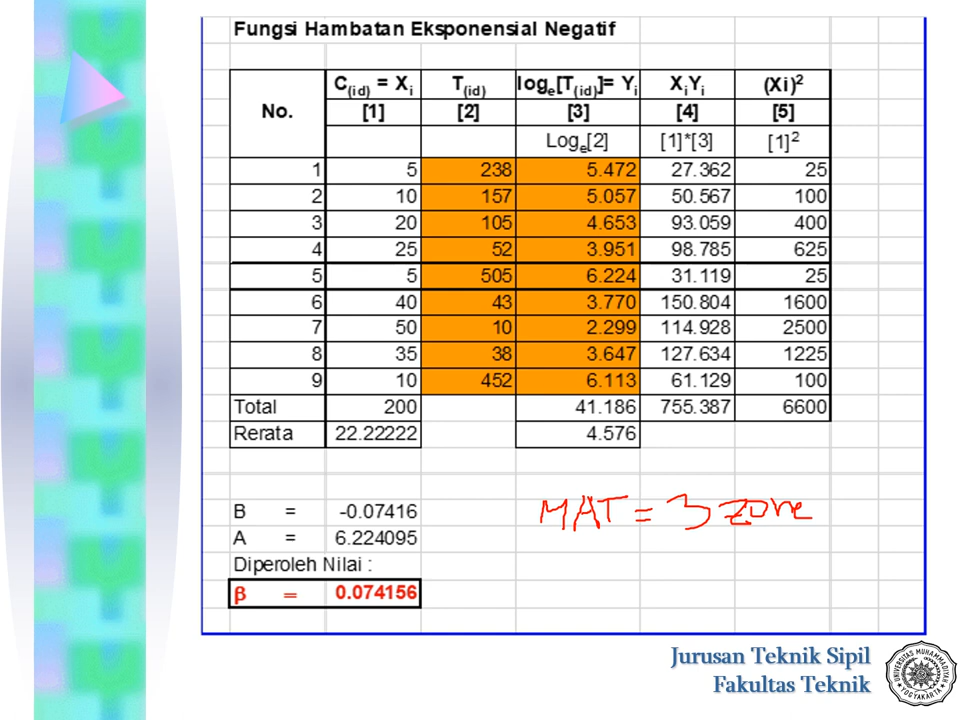 Fungsi Hambatan Eksponensial Negatif
No. C(id) = Xi T(id) loge[T(id)]= Yi XiYi (Xi)²
[1] [2] [3] [4] [5]
Loge[2] [1]*[3] [1]²
1 5 238 5.472 27.362 25
2 10 157 5.057 50.567 100
3 20 105 4.653 93.059 400
4 25 52 3.951 98.785 625
5 5 505 6.224 31.119 25
6 40 43 3.770 150.804 1600
7 50 10 2.299 114.928 2500
8 35 38 3.647 127.634 1225
9 10 452 6.113 61.129 100
Total 200 41.186 755.387 6600
Rerata 22.22222 4.576
B = -0.07416
A = 6.224095
Diperoleh Nilai :
β = 0.074156
MAT = 3 zone
Jurusan Teknik Sipil
Fakultas Teknik
UNIVERSITAS MUHAMMADIYAH
YOGYAKARTA